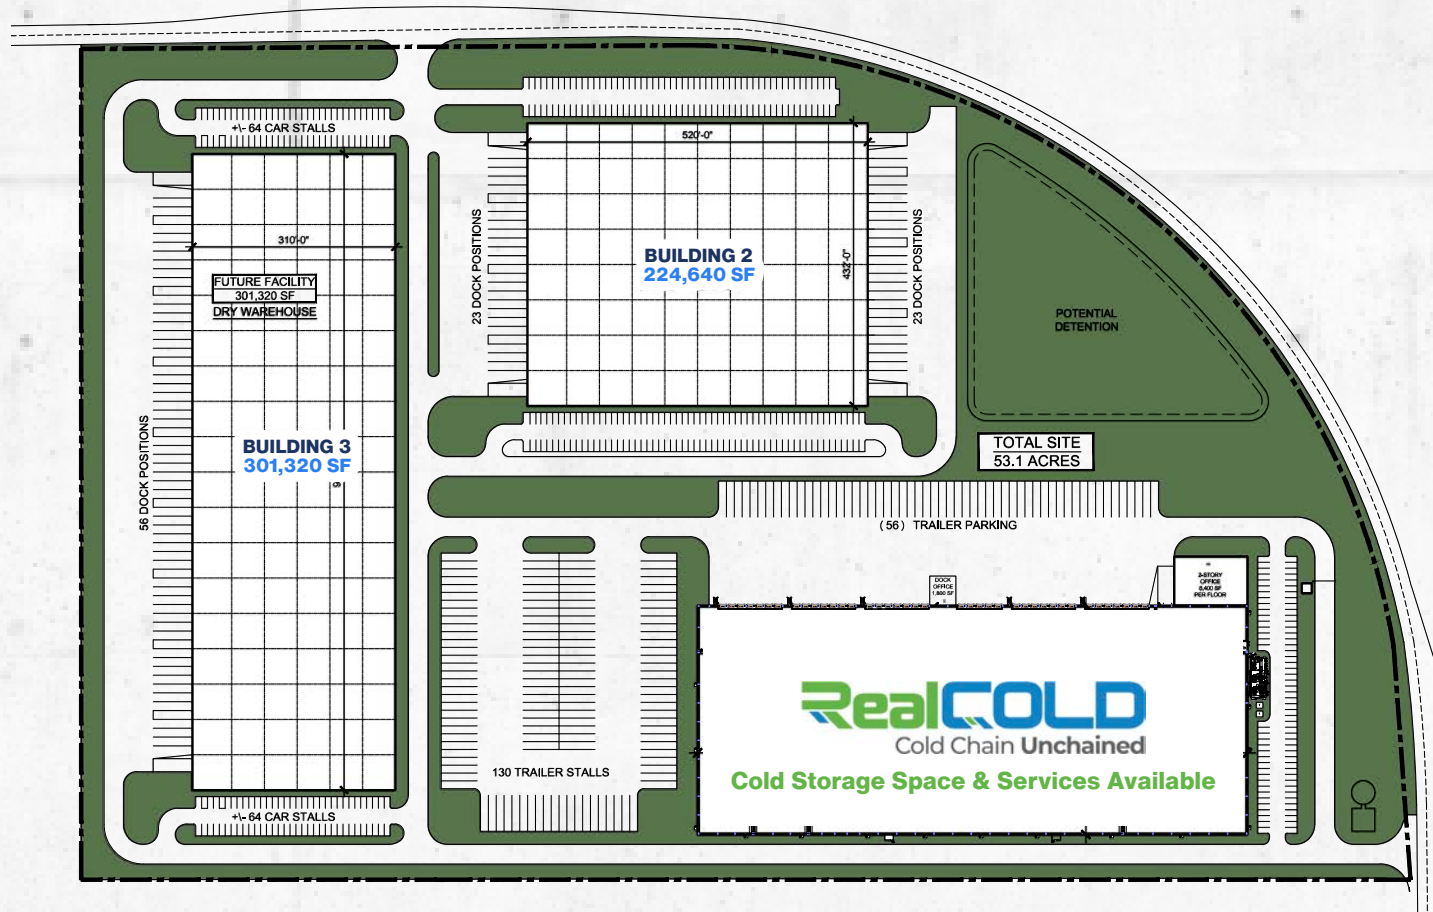 +\- 64 CAR STALLS
520'-0"
310'-0"
FUTURE FACILITY
301,320 SF
DRY WAREHOUSE
23 DOCK POSITIONS
BUILDING 2
224,640 SF
432'-0"
23 DOCK POSITIONS
POTENTIAL
DETENTION
56 DOCK POSITIONS
BUILDING 3
301,320 SF
TOTAL SITE
53.1 ACRES
(56) TRAILER PARKING
DOCK
OFFICE
1,800 SF
2-STORY
OFFICE
PER FLOOR
RealCOLD
Cold Chain Unchained
Cold Storage Space & Services Available
130 TRAILER STALLS
+\- 64 CAR STALLS